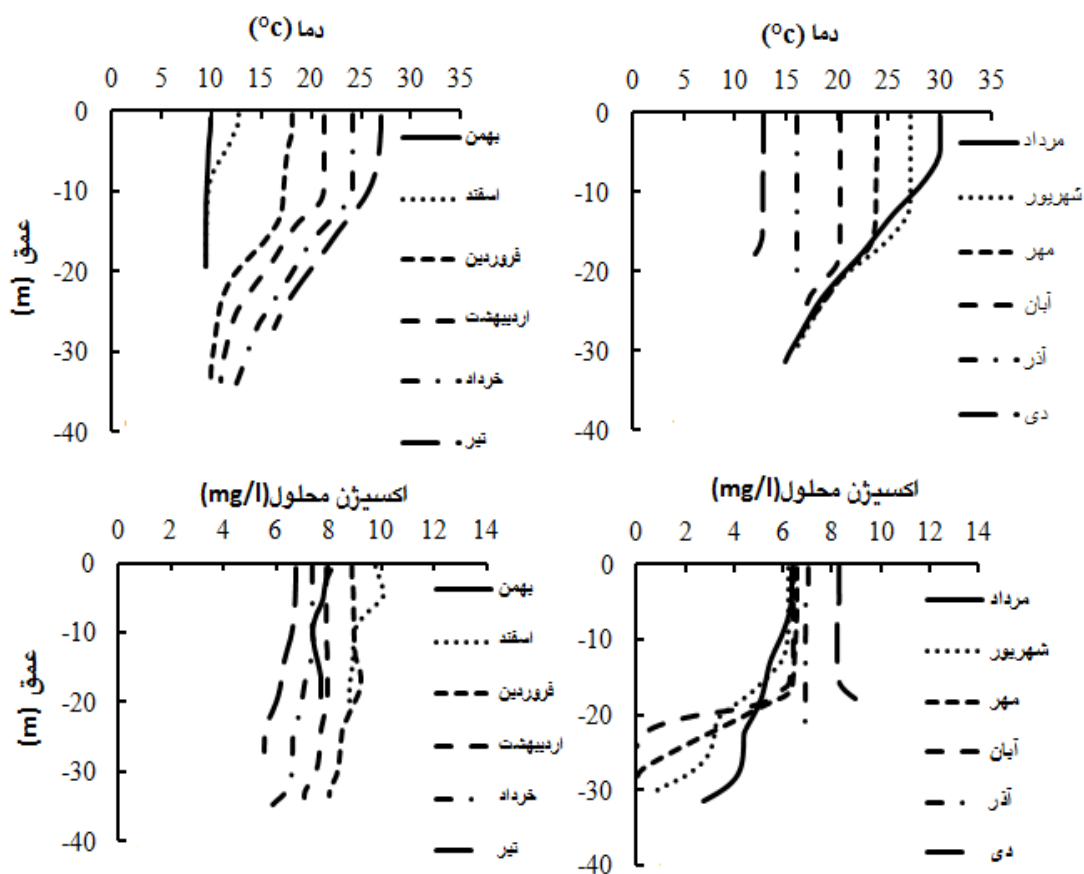 دما (°c)
0 5 10 15 20 25 30 35
0
-10
-20
-30
-40
عمق (m)
بهمن
اسفند
فروردین
اردیبهشت
خرداد
تیر
دما (°c)
0 5 10 15 20 25 30 35
0
-10
-20
-30
-40
مرداد
شهریور
مهر
آبان
آذر
دی
اکسیژن محلول(mg/l)
0 2 4 6 8 10 12 14
0
-10
-20
-30
-40
عمق (m)
بهمن
اسفند
فروردین
اردیبهشت
خرداد
تیر
اکسیژن محلول(mg/l)
0 2 4 6 8 10 12 14
0
-10
-20
-30
-40
مرداد
شهریور
مهر
آبان
آذر
دی